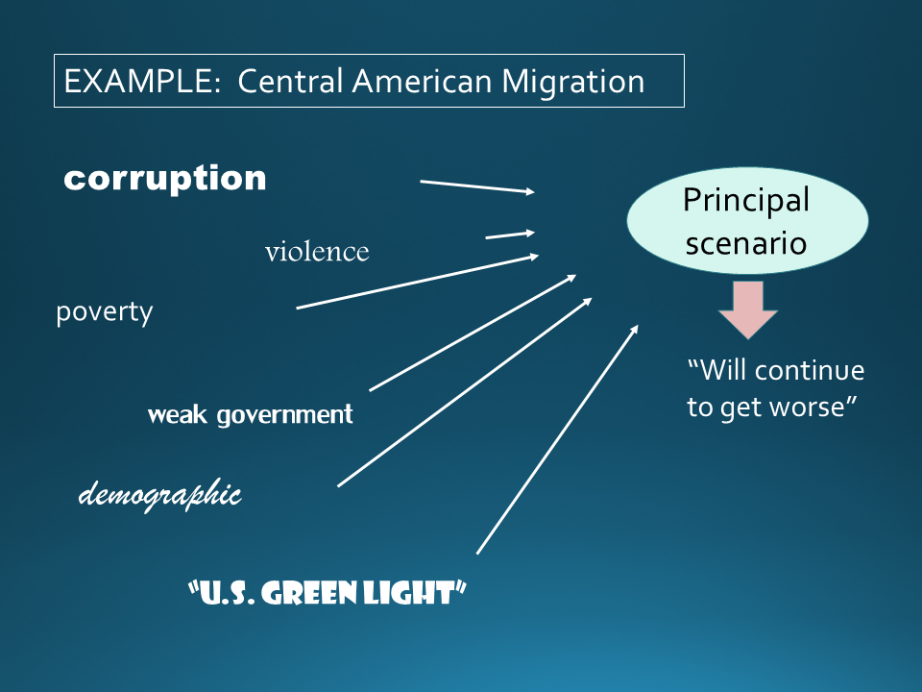 EXAMPLE: Central American Migration
corruption
Principal
scenario
violence
poverty
“Will continue
to get worse”
weak government
demographic
“U.S. GREEN LIGHT”